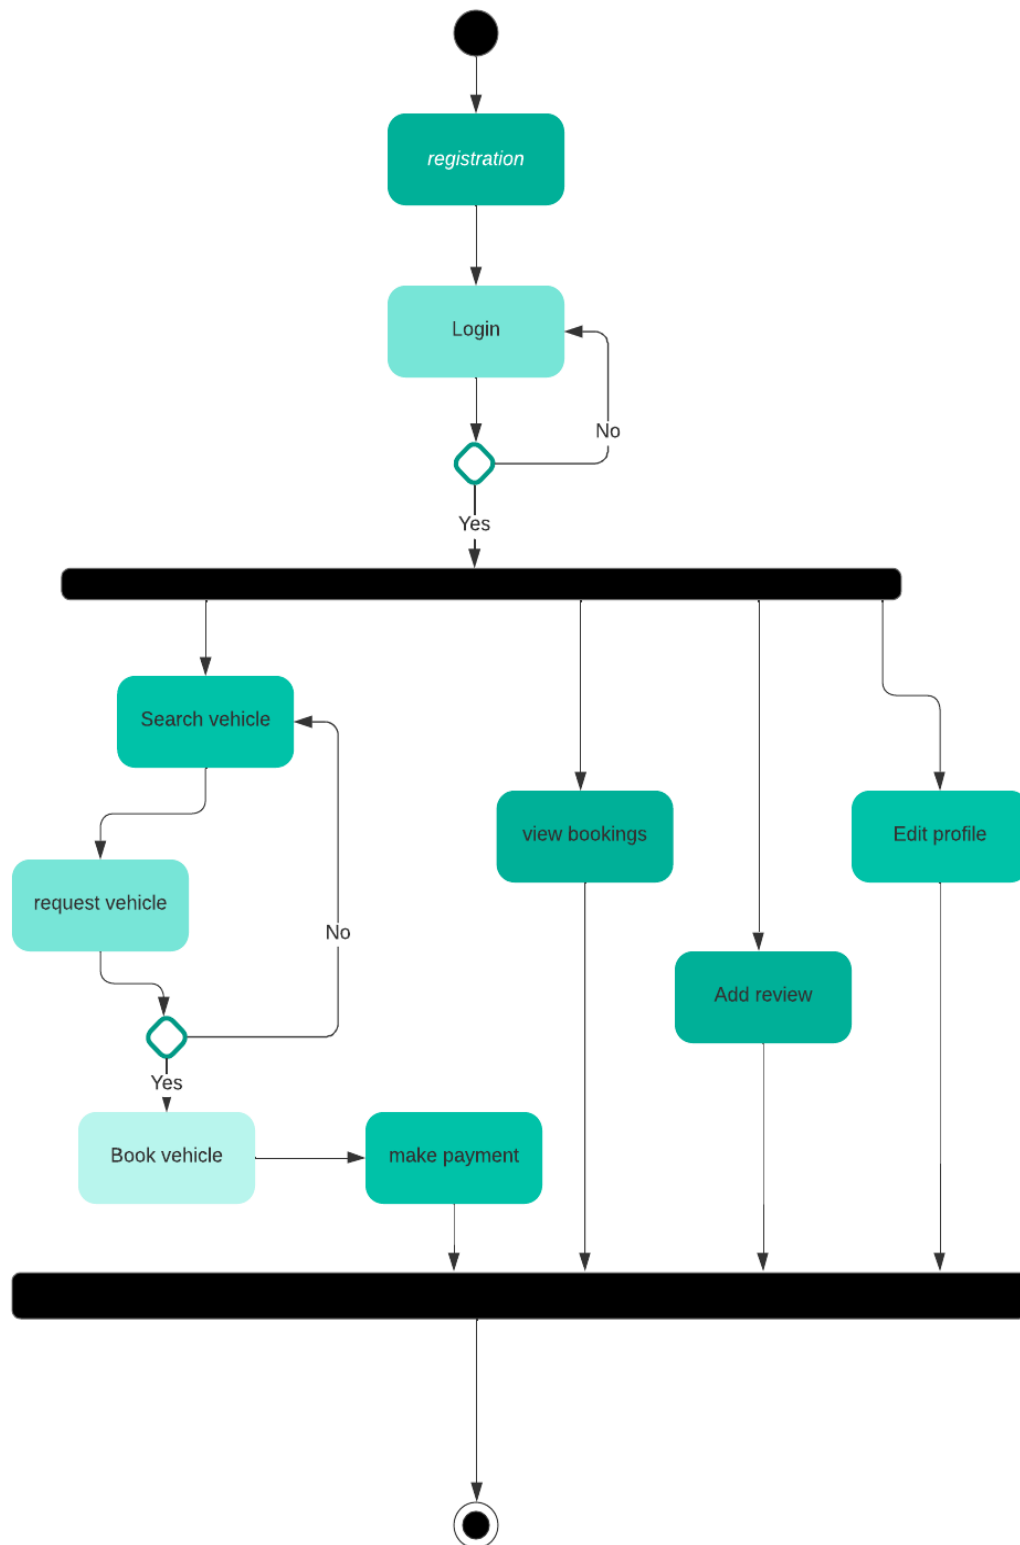 registration
Login
No
Yes
Search vehicle
view bookings
Edit profile
request vehicle
No
Add review
Yes
Book vehicle
make payment